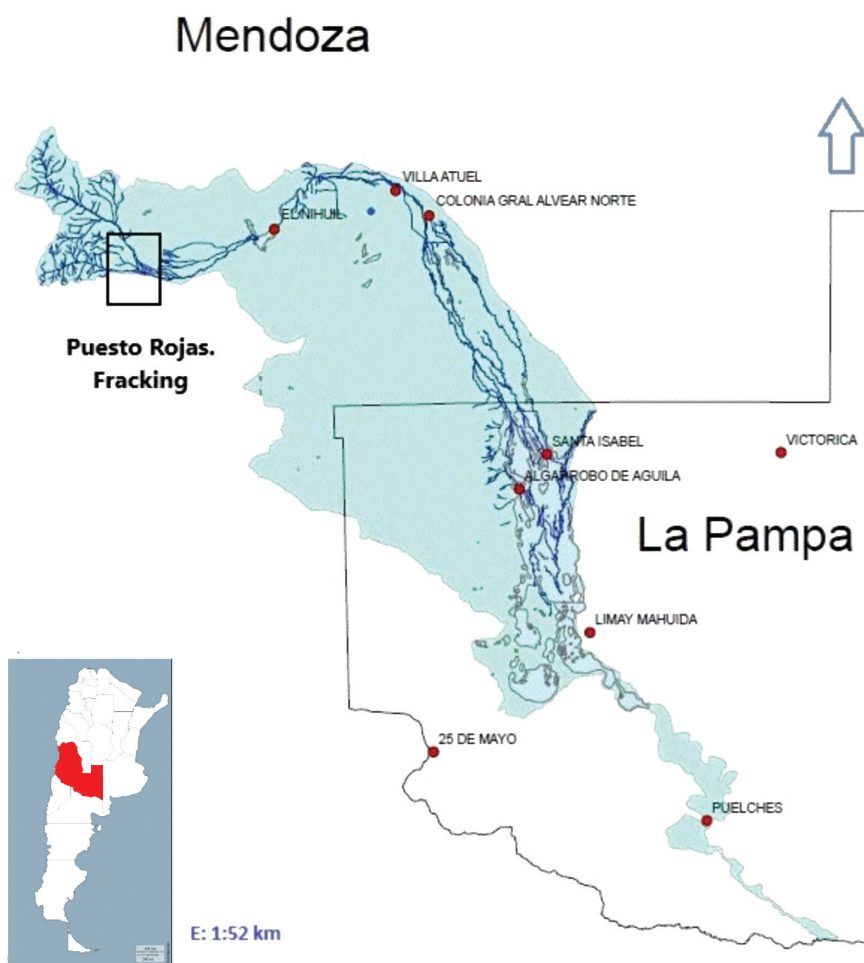 Mendoza
VILLA ATUEL
COLONIA GRAL ALVEAR NORTE
EL NIHUIL
Puesto Rojas.
Fracking
SANTA ISABEL
VICTORICA
ALGARROBO DE AGUILA
La Pampa
LIMAY MAHUIDA
25 DE MAYO
PUELCHES
E: 1:52 km